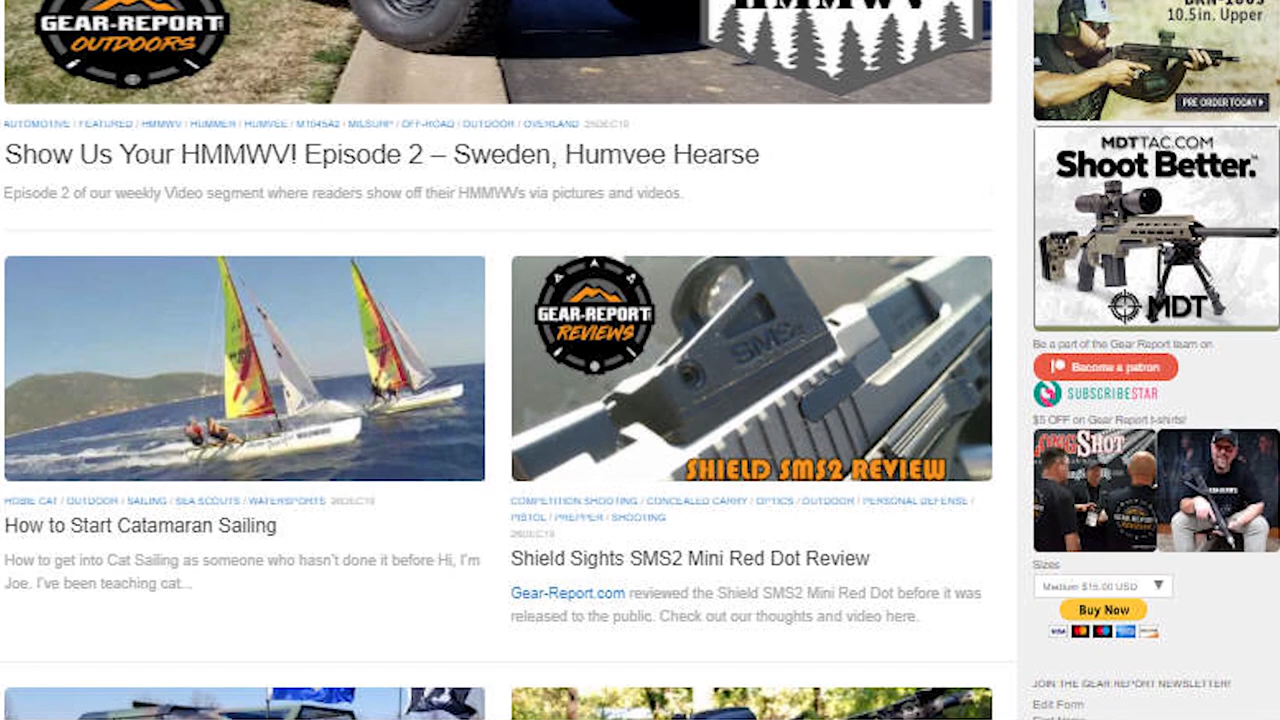 GEAR-REPORT
OUTDOORS
HMMWV
AUTOMOTIVE / FEATURED / HMMWV / HUMMER / HUMVEE / M1045A2 / MILSURP / OFF-ROAD / OUTDOOR / OVERLAND 25DEC19
Show Us Your HMMWV! Episode 2 – Sweden, Humvee Hearse
Episode 2 of our weekly Video segment where readers show off their HMMWVs via pictures and videos.
HOBIE CAT / OUTDOOR / SAILING / SEA SCOUTS / WATERSPORTS
How to Start Catamaran Sailing
How to get into Cat Sailing as someone who hasn't done it before Hi, I'm
Joe. I've been teaching cat...
GEAR-REPORT
REVIEWS
SMS
SHIELD SMS2 REVIEW
COMPETITION SHOOTING / CONCEALED CARRY / OPTICS / OUTDOOR / PERSONAL DEFENSE /
PISTOL / PREPPER / SHOOTING
Shield Sights SMS2 Mini Red Dot Review
Gear-Report.com reviewed the Shield SMS2 Mini Red Dot before it was
released to the public. Check out our thoughts and video here.
10.5in. Upper
PRE ORDER TODAY
MDTTAC.COM
Shoot Better.
MDT
Be a part of the Gear Report team on
Become a patron
SUBSCRIBESTAR
$5 OFF on Gear Report t-shirts!
LONGSHOT
Sizes
Medium $15.00 USD
Buy Now
VISA
JOIN THE GEAR REPORT NEWSLETTER!
Edit Form